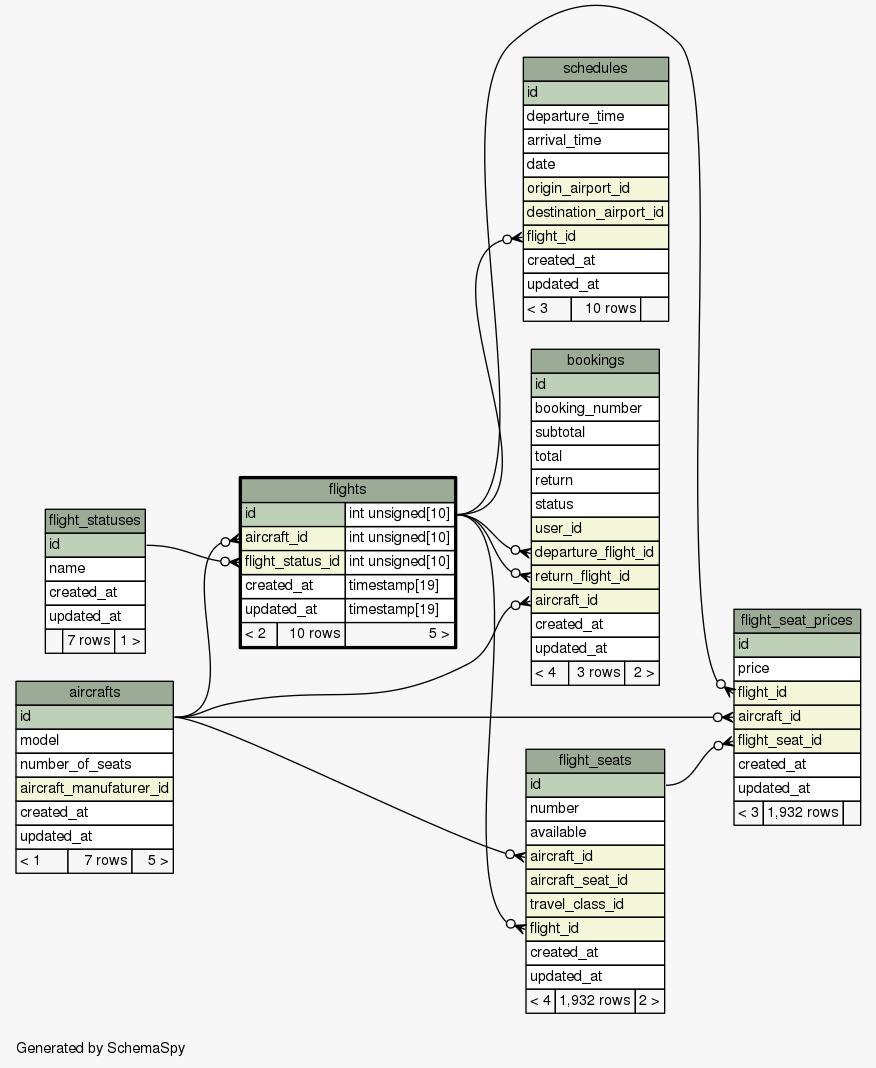 schedules
id
departure_time
arrival_time
date
origin_airport_id
destination_airport_id
flight_id
created_at
updated_at
< 3 10 rows
bookings
id
booking_number
subtotal
total
return
status
user_id
departure_flight_id
return_flight_id
aircraft_id
created_at
updated_at
< 4 3 rows 2 >
flights
id int unsigned[10]
aircraft_id int unsigned[10]
flight_status_id int unsigned[10]
created_at timestamp[19]
updated_at timestamp[19]
< 2 10 rows 5 >
flight_statuses
id
name
created_at
updated_at
7 rows 1 >
aircrafts
id
model
number_of_seats
aircraft_manufaturer_id
created_at
updated_at
< 1 7 rows 5 >
flight_seat_prices
id
price
flight_id
aircraft_id
flight_seat_id
created_at
updated_at
< 3 1,932 rows
flight_seats
id
number
available
aircraft_id
aircraft_seat_id
travel_class_id
flight_id
created_at
updated_at
< 4 1,932 rows 2 >
Generated by SchemaSpy